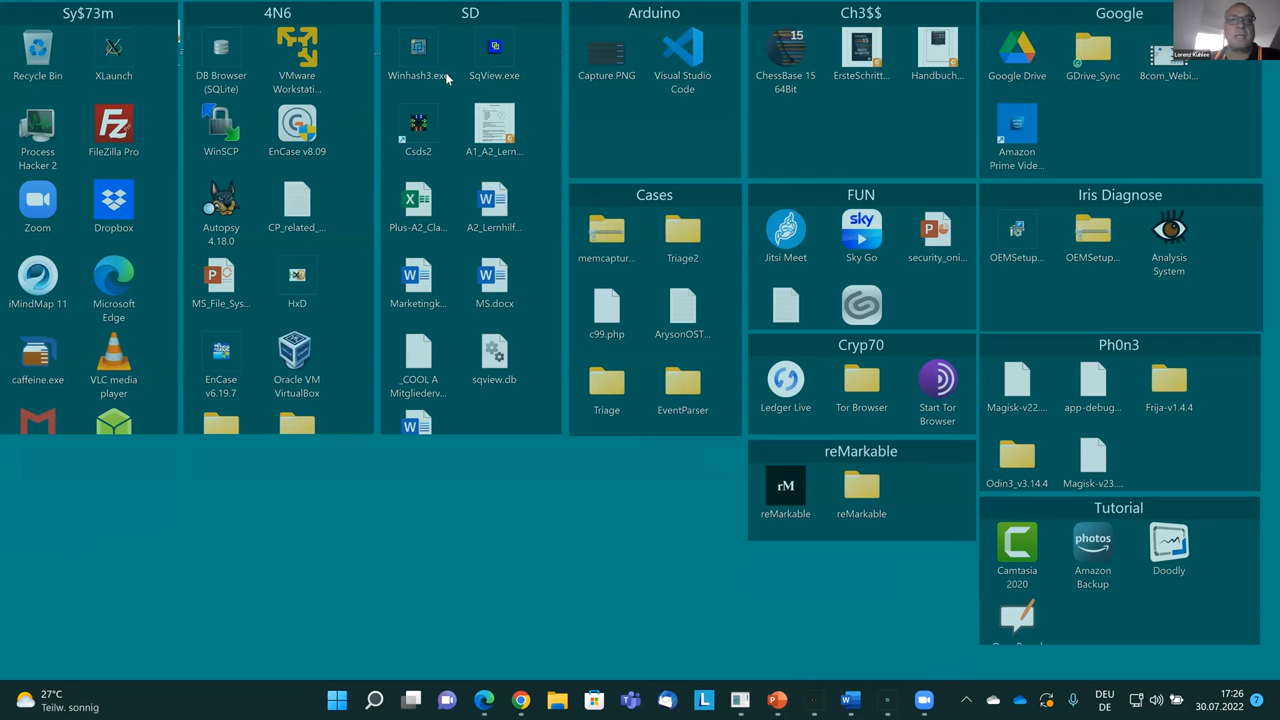 Sy$73m
Recycle Bin
XLaunch
Process
Hacker 2
FileZilla Pro
Zoom
Dropbox
iMindMap 11
Microsoft
Edge
caffeine.exe
VLC media
player
4N6
DB Browser
(SQLite)
VMware
Workstati...
WinSCP
EnCase v8.09
Autopsy
4.18.0
CP_related_...
MS_File_Sys...
HxD
EnCase
v6.19.7
Oracle VM
VirtualBox
SD
Winhash3.exe
SqView.exe
Csds2
A1_A2_Lern...
Plus-A2_Cla...
A2_Lernhilf...
Marketingk...
MS.docx
_COOL A
Mitgliederv...
sqview.db
Arduino
Capture.PNG
Visual Studio
Code
Cases
memcaptur...
Triage2
c99.php
ArysonOST...
Triage
EventParser
Ch3$$
15
ChessBase 15
64Bit
ErsteSchritt...
Handbuch...
FUN
Jitsi Meet
sky
Sky Go
security_oni...
Cryp70
Ledger Live
Tor Browser
Start Tor
Browser
reMarkable
rM
reMarkable
reMarkable
Google
Google Drive
GDrive_Sync
8com_Webi...
Amazon
Prime Vide...
Lorenz Kuhlee
Iris Diagnose
OEMSetup...
OEMSetup...
Analysis
System
Ph0n3
Magisk-v22....
app-debug...
Frija-v1.4.4
Odin3_v3.14.4
Magisk-v23....
Tutorial
Camtasia
2020
photos
Amazon
Backup
Doodly
27°C
Teilw. sonnig
DEU
DE
17:26
30.07.2022
7